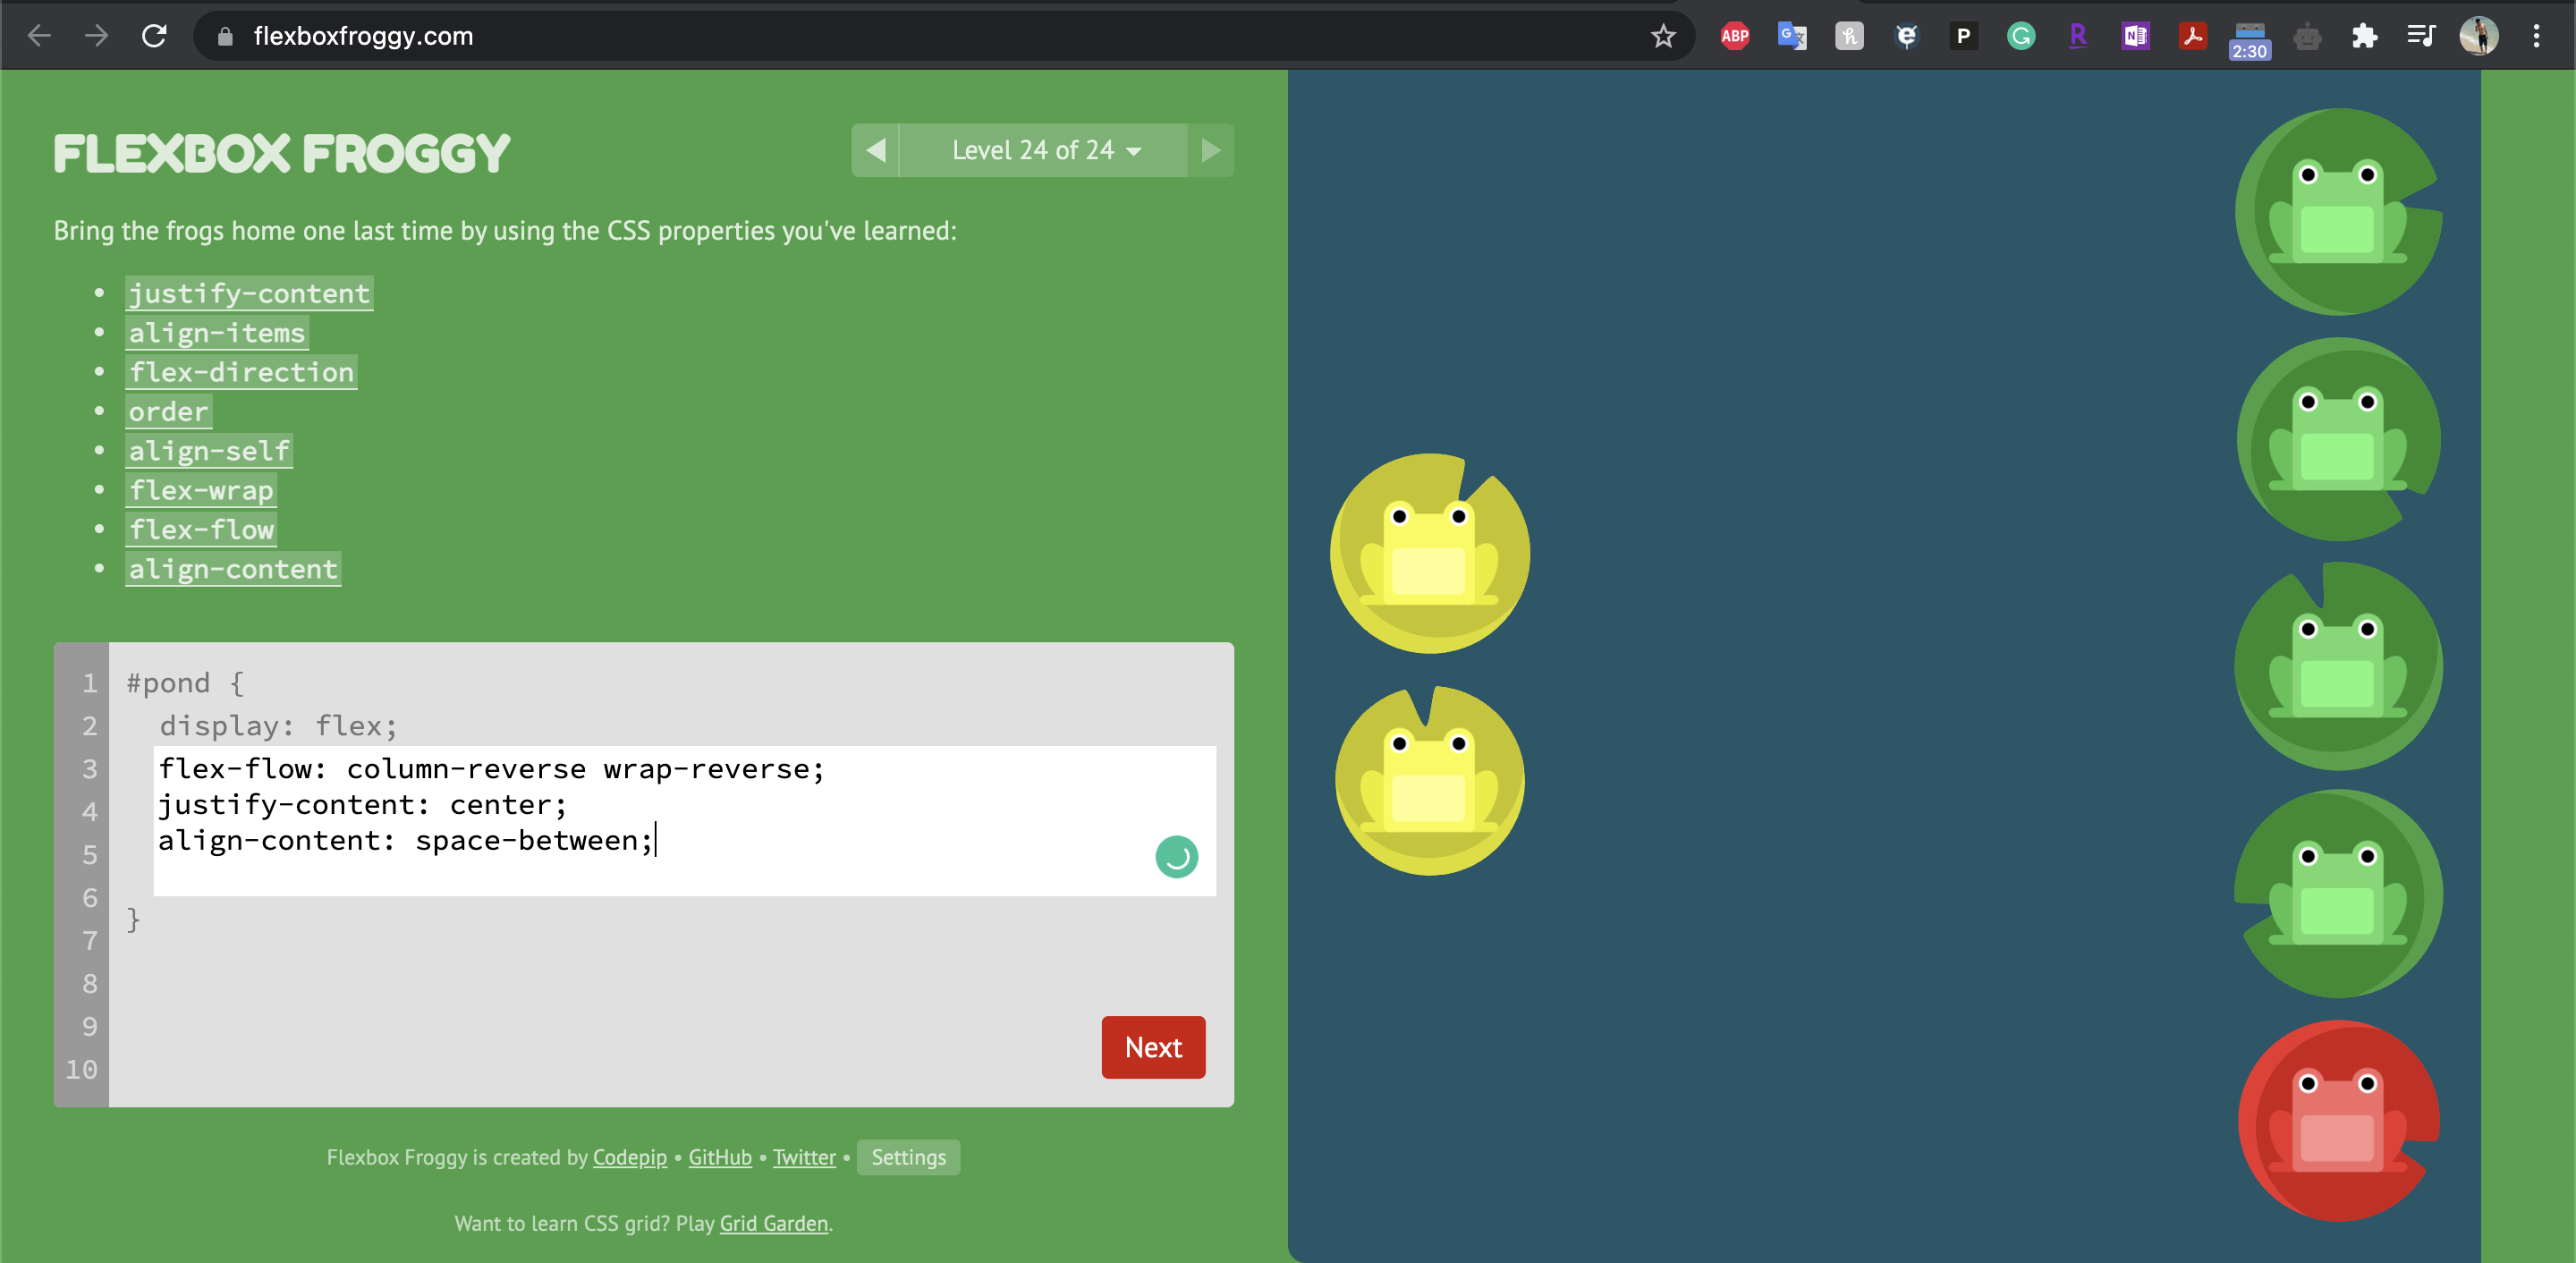 flexboxfroggy.com
ABP
G
P
G
R
N
2:30
FLEXBOX FROGGY
Level 24 of 24
Bring the frogs home one last time by using the CSS properties you've learned:
justify-content
align-items
flex-direction
order
align-self
flex-wrap
flex-flow
align-content
1 #pond {
2 display: flex;
3 flex-flow: column-reverse wrap-reverse;
4 justify-content: center;
5 align-content: space-between;
6 }
7
8
9
10
Next
Flexbox Froggy is created by Codepip • GitHub • Twitter • Settings
Want to learn CSS grid? Play Grid Garden.